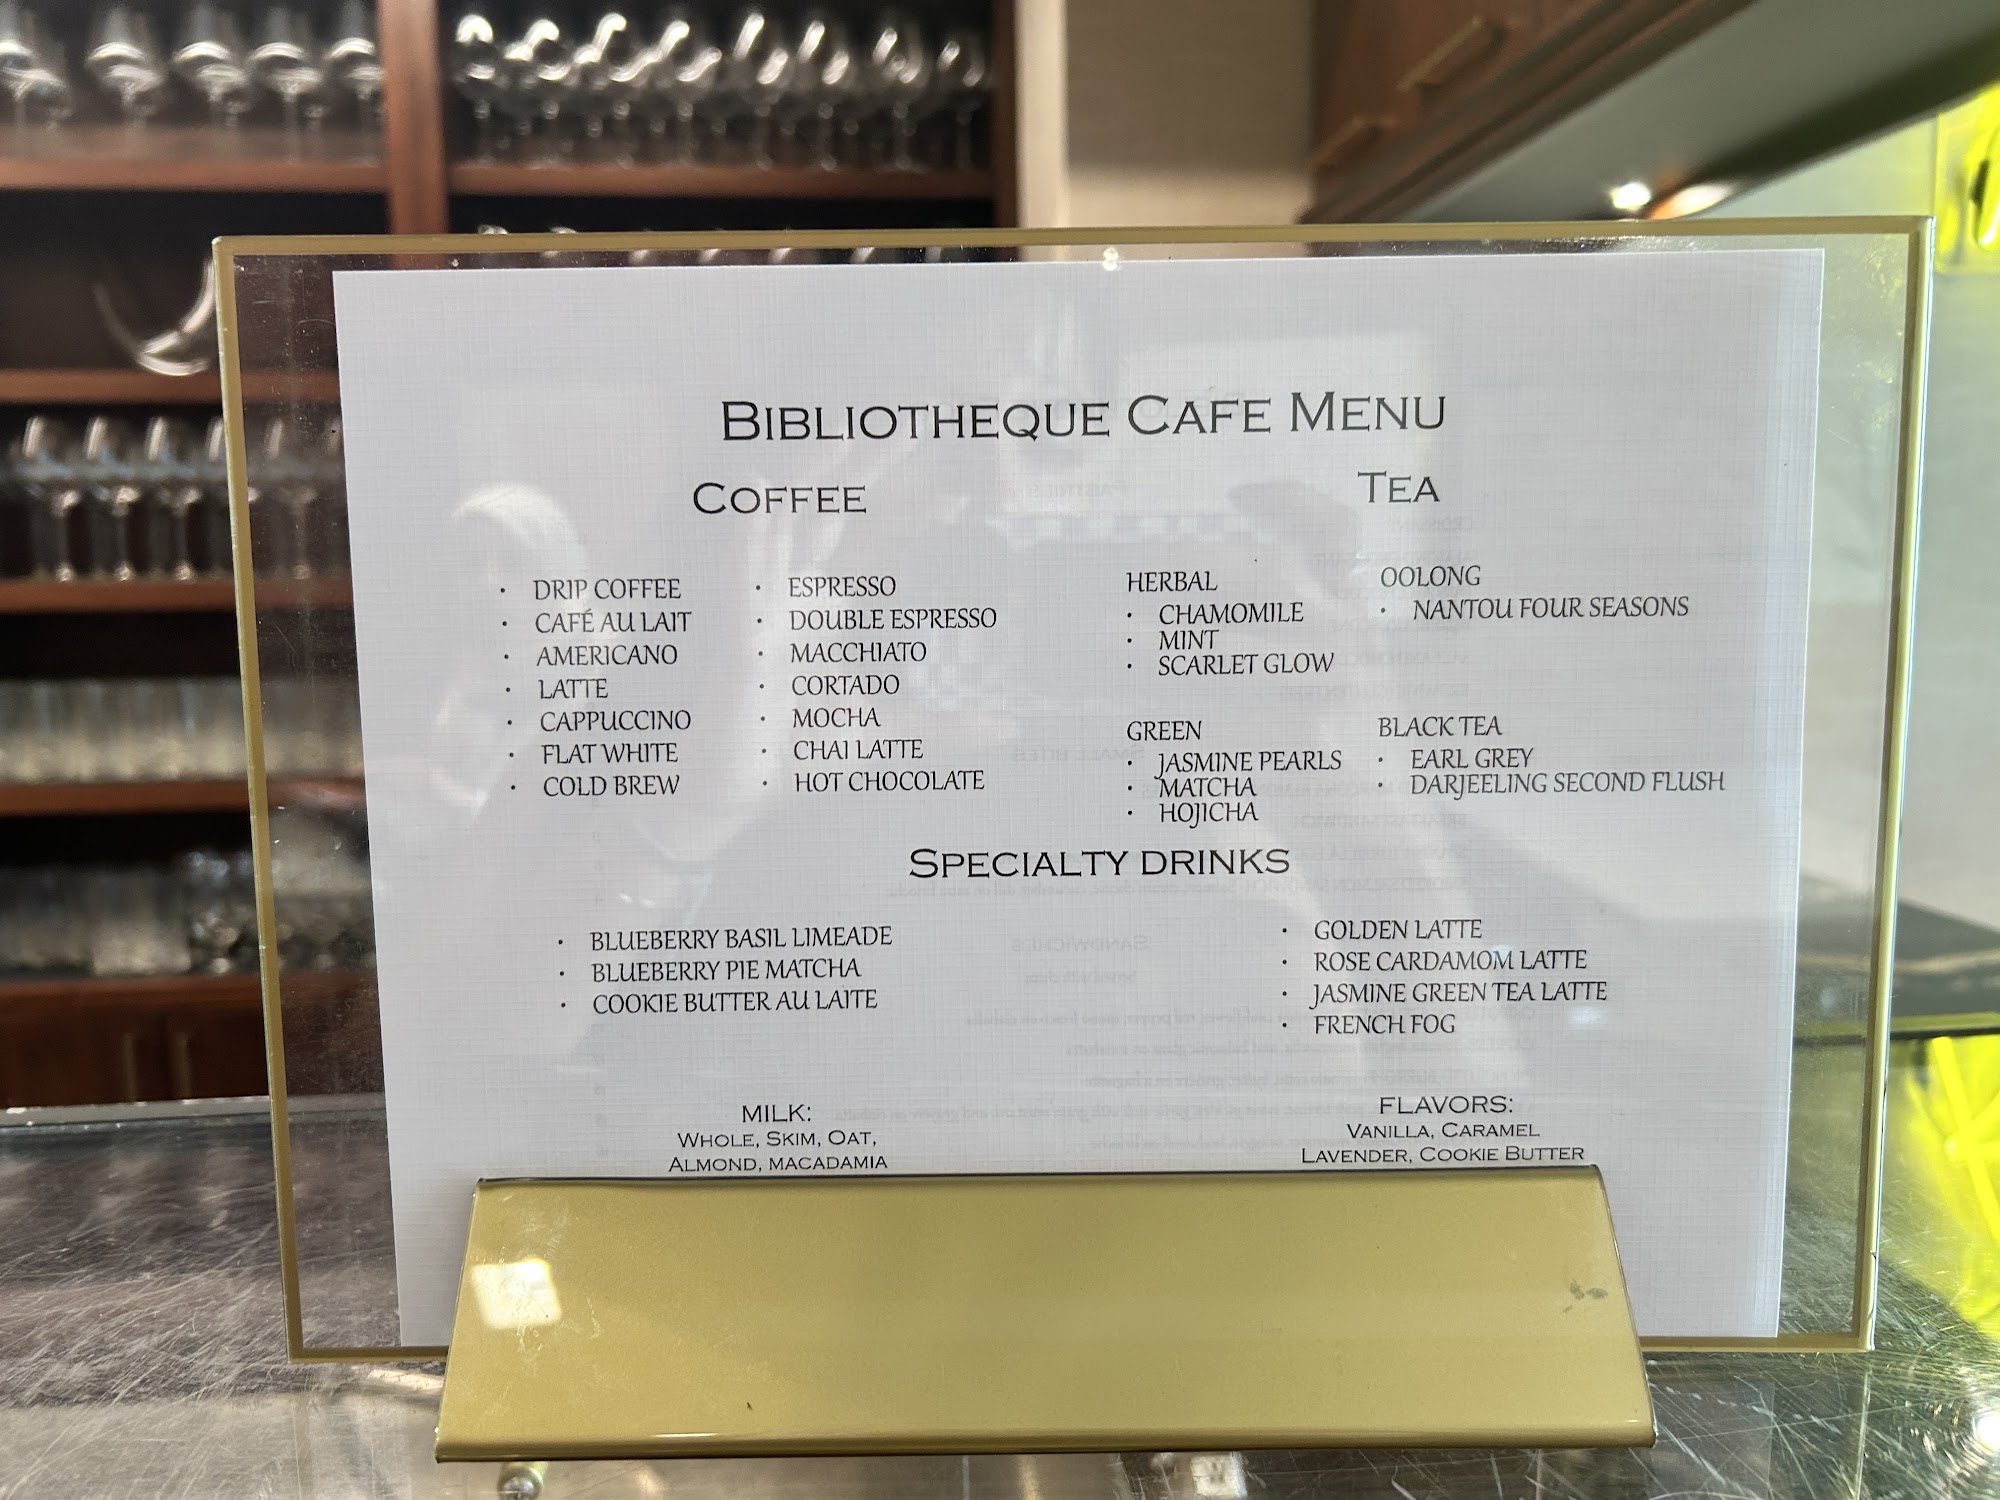 BIBLIOTHEQUE CAFE MENU
COFFEE
DRIP COFFEE
CAFÉ AU LAIT
AMERICANO
LATTE
CAPPUCCINO
FLAT WHITE
COLD BREW
ESPRESSO
DOUBLE ESPRESSO
MACCHIATO
CORTADO
MOCHA
CHAI LATTE
HOT CHOCOLATE
TEA
HERBAL
CHAMOMILE
MINT
SCARLET GLOW
OOLONG
NANTOU FOUR SEASONS
GREEN
JASMINE PEARLS
MATCHA
HOJICHA
BLACK TEA
EARL GREY
DARJEELING SECOND FLUSH
SPECIALTY DRINKS
BLUEBERRY BASIL LIMEADE
BLUEBERRY PIE MATCHA
COOKIE BUTTER AU LAITE
GOLDEN LATTE
ROSE CARDAMOM LATTE
JASMINE GREEN TEA LATTE
FRENCH FOG
MILK:
WHOLE, SKIM, OAT,
ALMOND, MACADAMIA
FLAVORS:
VANILLA, CARAMEL
LAVENDER, COOKIE BUTTER